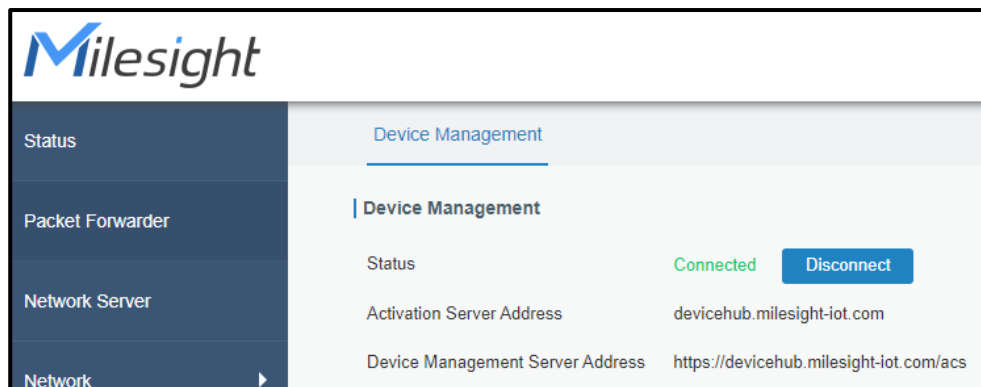 Milesight
Status
Packet Forwarder
Network Server
Network
Device Management
Device Management
Status Connected Disconnect
Activation Server Address devicehub.milesight-iot.com
Device Management Server Address https://devicehub.milesight-iot.com/acs